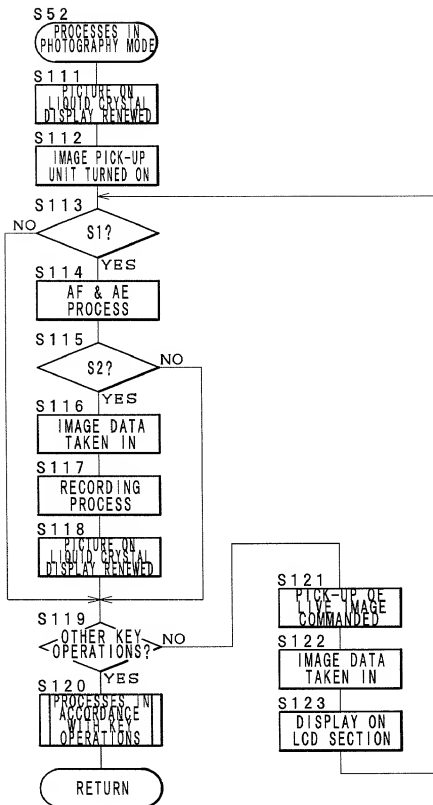 S52
PROCESSES IN
PHOTOGRAPHY MODE
S111
PICTURE ON
LIQUID CRYSTAL
DISPLAY RENEWED
S112
IMAGE PICK-UP
UNIT TURNED ON
S113
NO
S1?
YES
S114
AF & AE
PROCESS
S115
NO
S2?
YES
S116
IMAGE DATA
TAKEN IN
S117
RECORDING
PROCESS
S118
PICTURE ON
LIQUID CRYSTAL
DISPLAY RENEWED
S119
OTHER KEY
OPERATIONS?
NO
YES
S120
PROCESSES IN
ACCORDANCE
WITH KEY
OPERATIONS
RETURN
S121
PICK-UP OF
LIVE IMAGE
COMMANDED
S122
IMAGE DATA
TAKEN IN
S123
DISPLAY ON
LCD SECTION